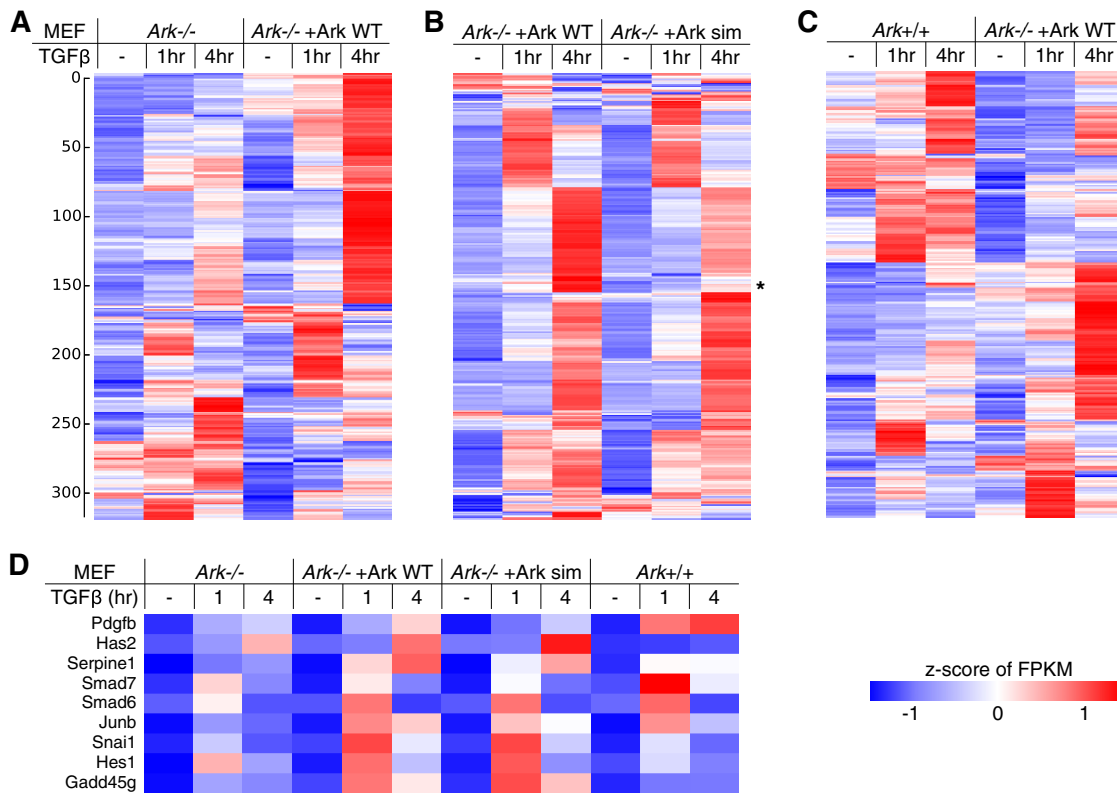 A
MEF Ark-/- Ark-/- +Ark WT
TGFβ - 1hr 4hr - 1hr 4hr
0
50
100
150
200
250
300
B
Ark-/- +Ark WT Ark-/- +Ark sim
- 1hr 4hr - 1hr 4hr
*
C
Ark+/+ Ark-/- +Ark WT
- 1hr 4hr - 1hr 4hr
D
MEF Ark-/- Ark-/- +Ark WT Ark-/- +Ark sim Ark+/+
TGFβ (hr) - 1 4 - 1 4 - 1 4 - 1 4
Pdgfb
Has2
Serpine1
Smad7
Smad6
Junb
Snai1
Hes1
Gadd45g
z-score of FPKM
-1 0 1